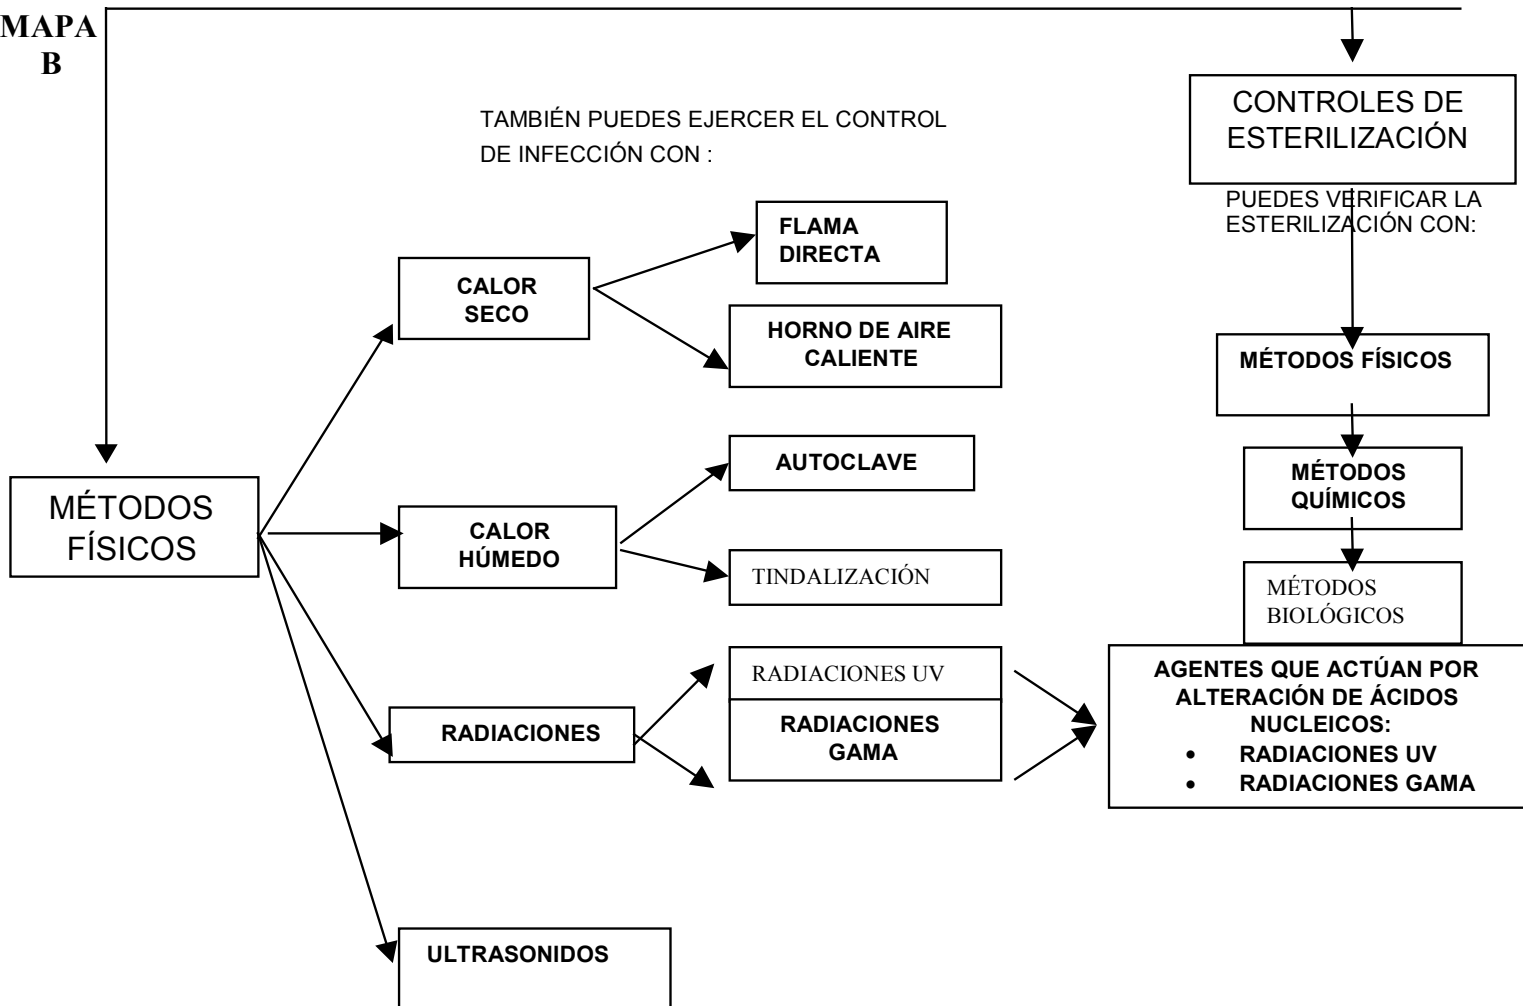 MAPA
B
CONTROLES DE
ESTERILIZACIÓN
TAMBIÉN PUEDES EJERCER EL CONTROL
DE INFECCIÓN CON :
PUEDES VERIFICAR LA
ESTERILIZACIÓN CON:
FLAMA
DIRECTA
CALOR
SECO
HORNO DE AIRE
CALIENTE
MÉTODOS FÍSICOS
AUTOCLAVE
MÉTODOS
QUÍMICOS
MÉTODOS
FÍSICOS
CALOR
HÚMEDO
TINDALIZACIÓN
MÉTODOS
BIOLÓGICOS
RADIACIONES UV
RADIACIONES
RADIACIONES
GAMA
AGENTES QUE ACTÚAN POR
ALTERACIÓN DE ÁCIDOS
NUCLEICOS:
• RADIACIONES UV
• RADIACIONES GAMA
ULTRASONIDOS